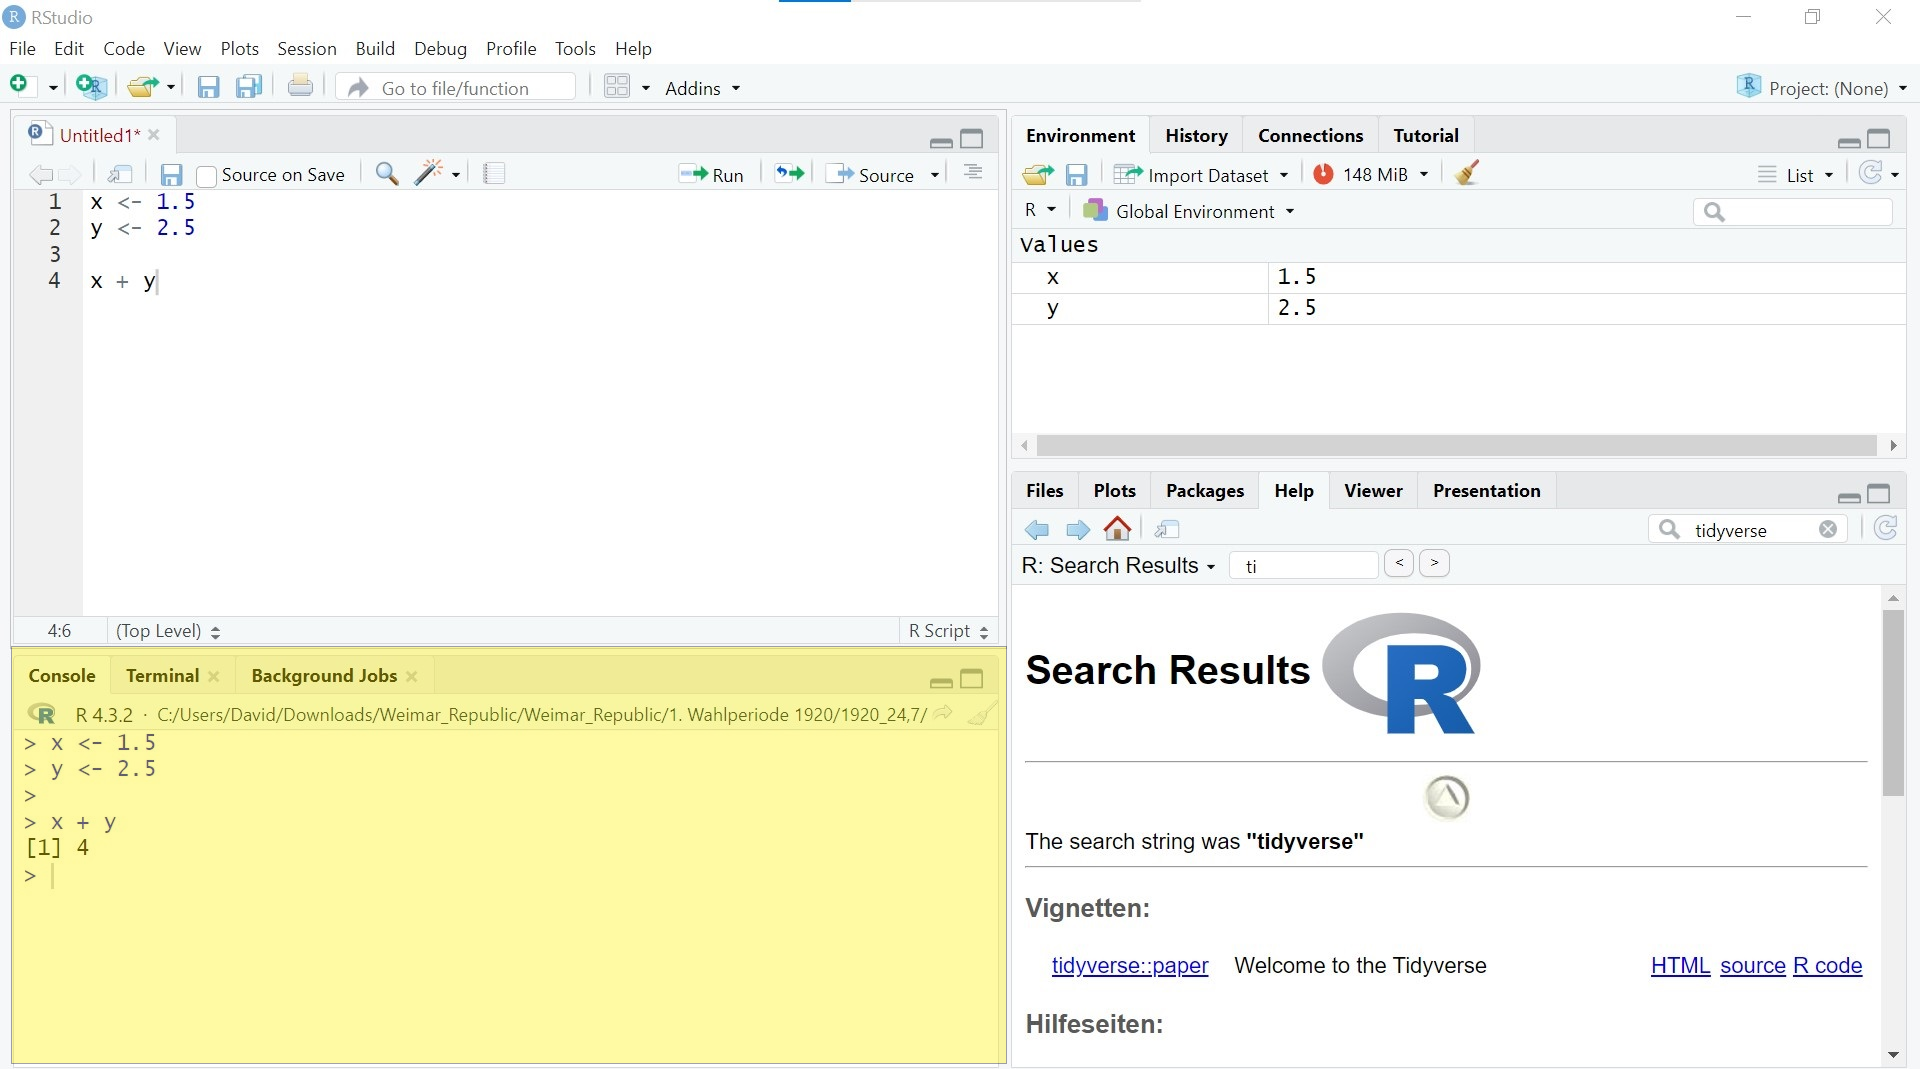 RStudio
File Edit Code View Plots Session Build Debug Profile Tools Help
Go to file/function Addins Project: (None)
Untitled1*
Source on Save Run Source
1 x <- 1.5
2 y <- 2.5
3
4 x + y
4:6 (Top Level) R Script
Console Terminal Background Jobs
R 4.3.2 · C:/Users/David/Downloads/Weimar_Republic/Weimar_Republic/1. Wahlperiode 1920/1920_24,7/
> x <- 1.5
> y <- 2.5
>
> x + y
[1] 4
>
Environment History Connections Tutorial
Import Dataset 148 MiB List
R Global Environment
Values
x 1.5
y 2.5
Files Plots Packages Help Viewer Presentation
tidyverse
R: Search Results ti < >
Search Results R
The search string was "tidyverse"
Vignetten:
tidyverse::paper Welcome to the Tidyverse HTML source R code
Hilfeseiten: